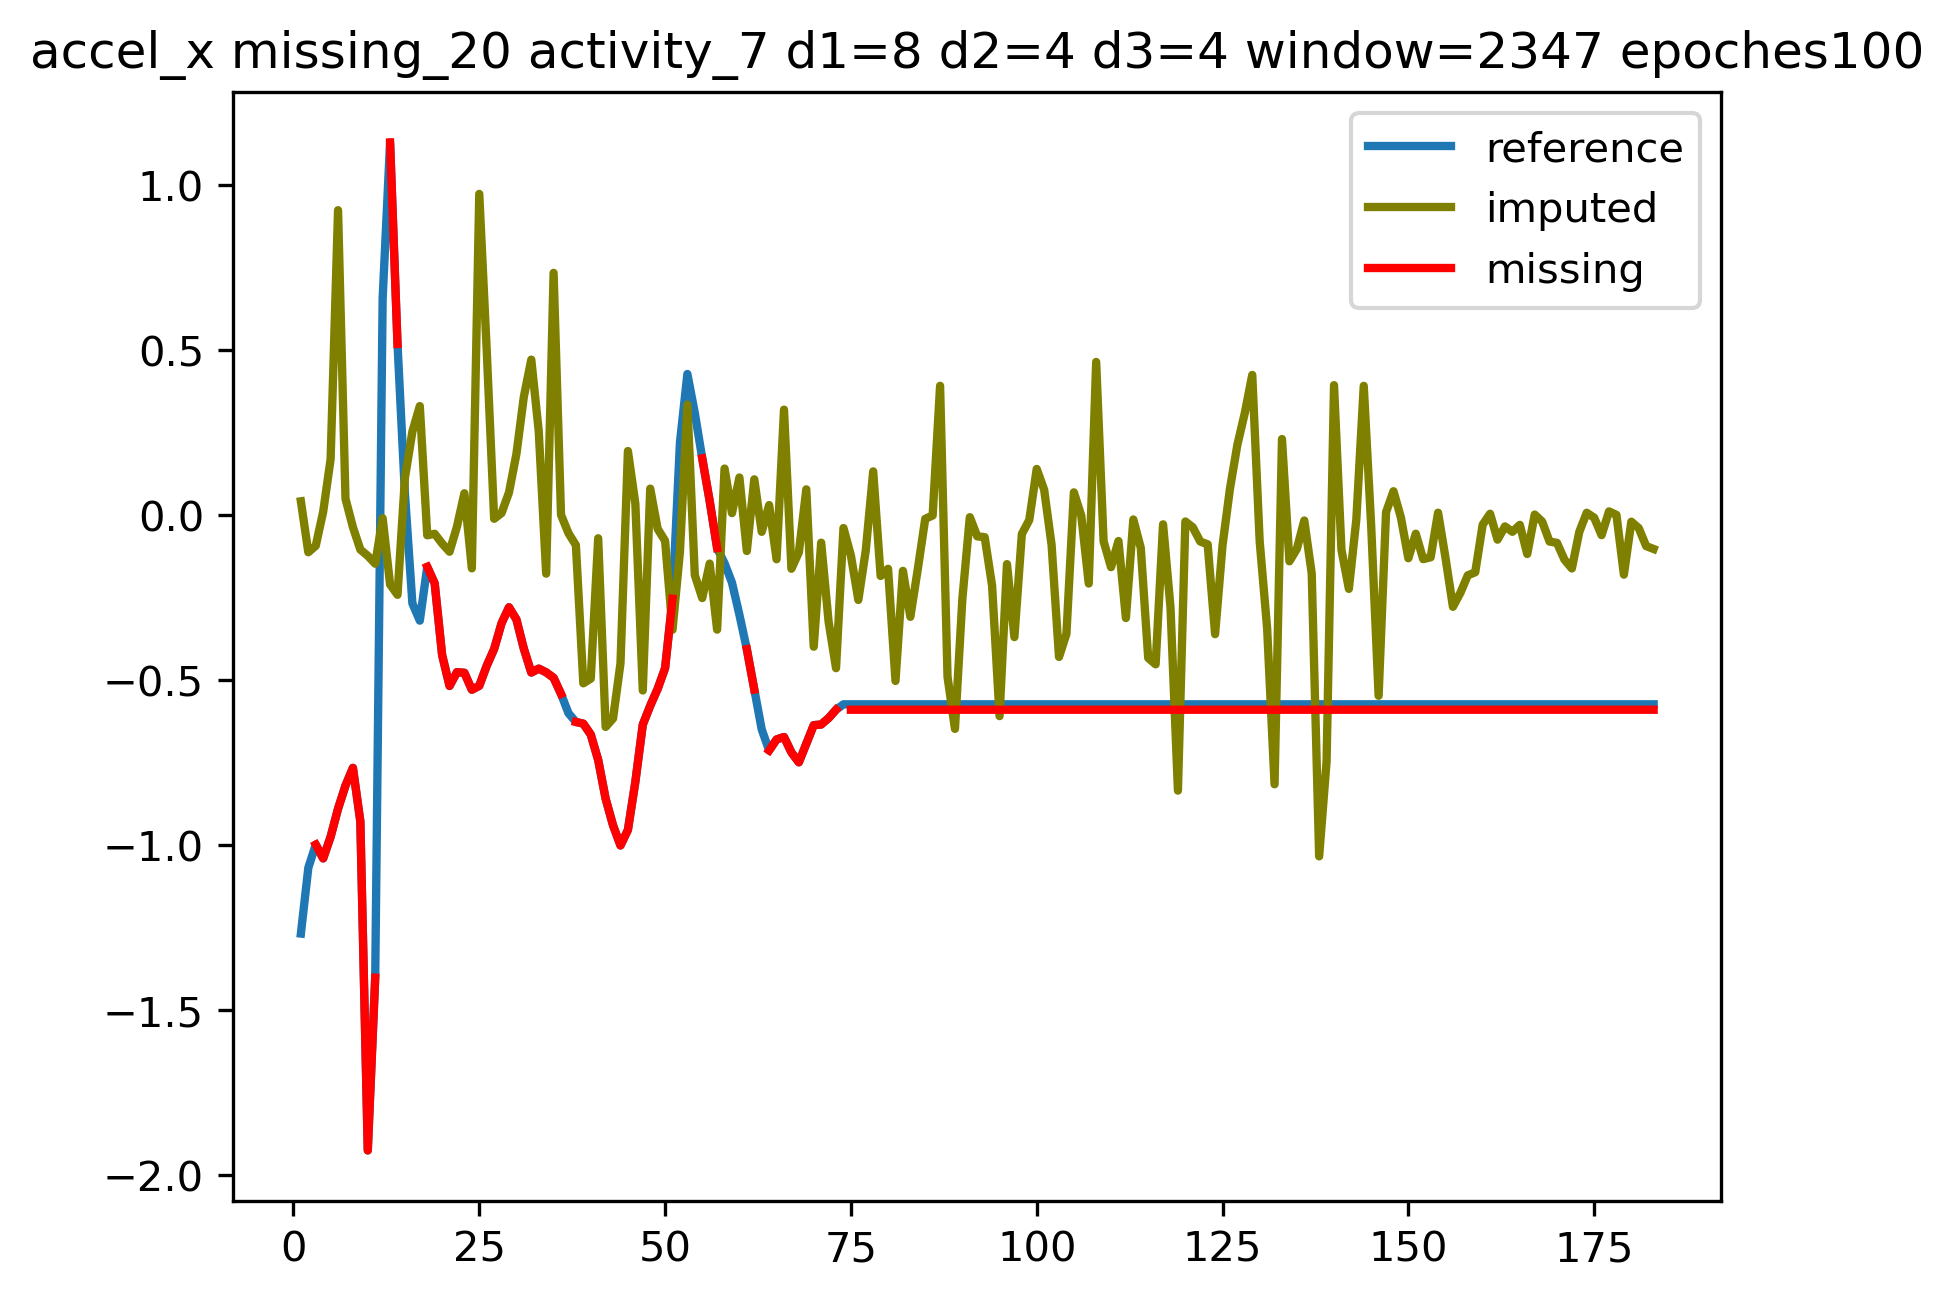 accel_x missing_20 activity_7 d1=8 d2=4 d3=4 window=2347 epoches100
reference
imputed
missing
1.0
0.5
0.0
−0.5
−1.0
−1.5
−2.0
0 25 50 75 100 125 150 175